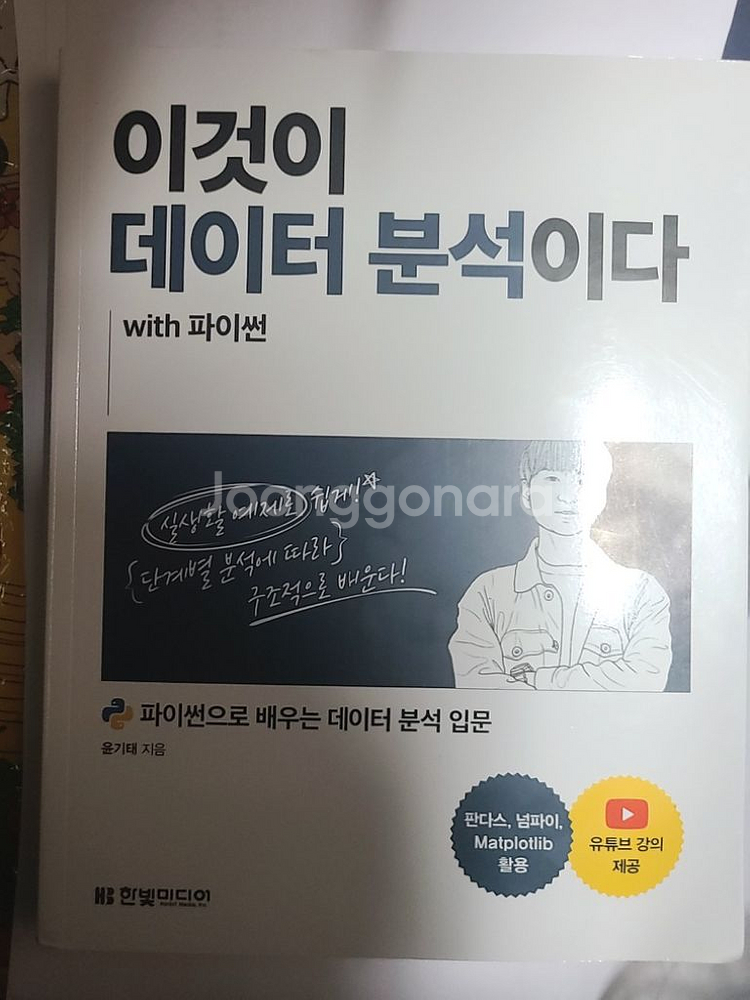 이것이
데이터 분석이다
with 파이썬
Joonggonara
실생활 예제로 쉽게!
{단계별 분석에 따라}
구조적으로 배운다!
파이썬으로 배우는 데이터 분석 입문
윤기태 지음
판다스, 넘파이,
Matplotlib
활용
유튜브 강의
제공
HB 한빛미디어
Hanbit Media, Inc.